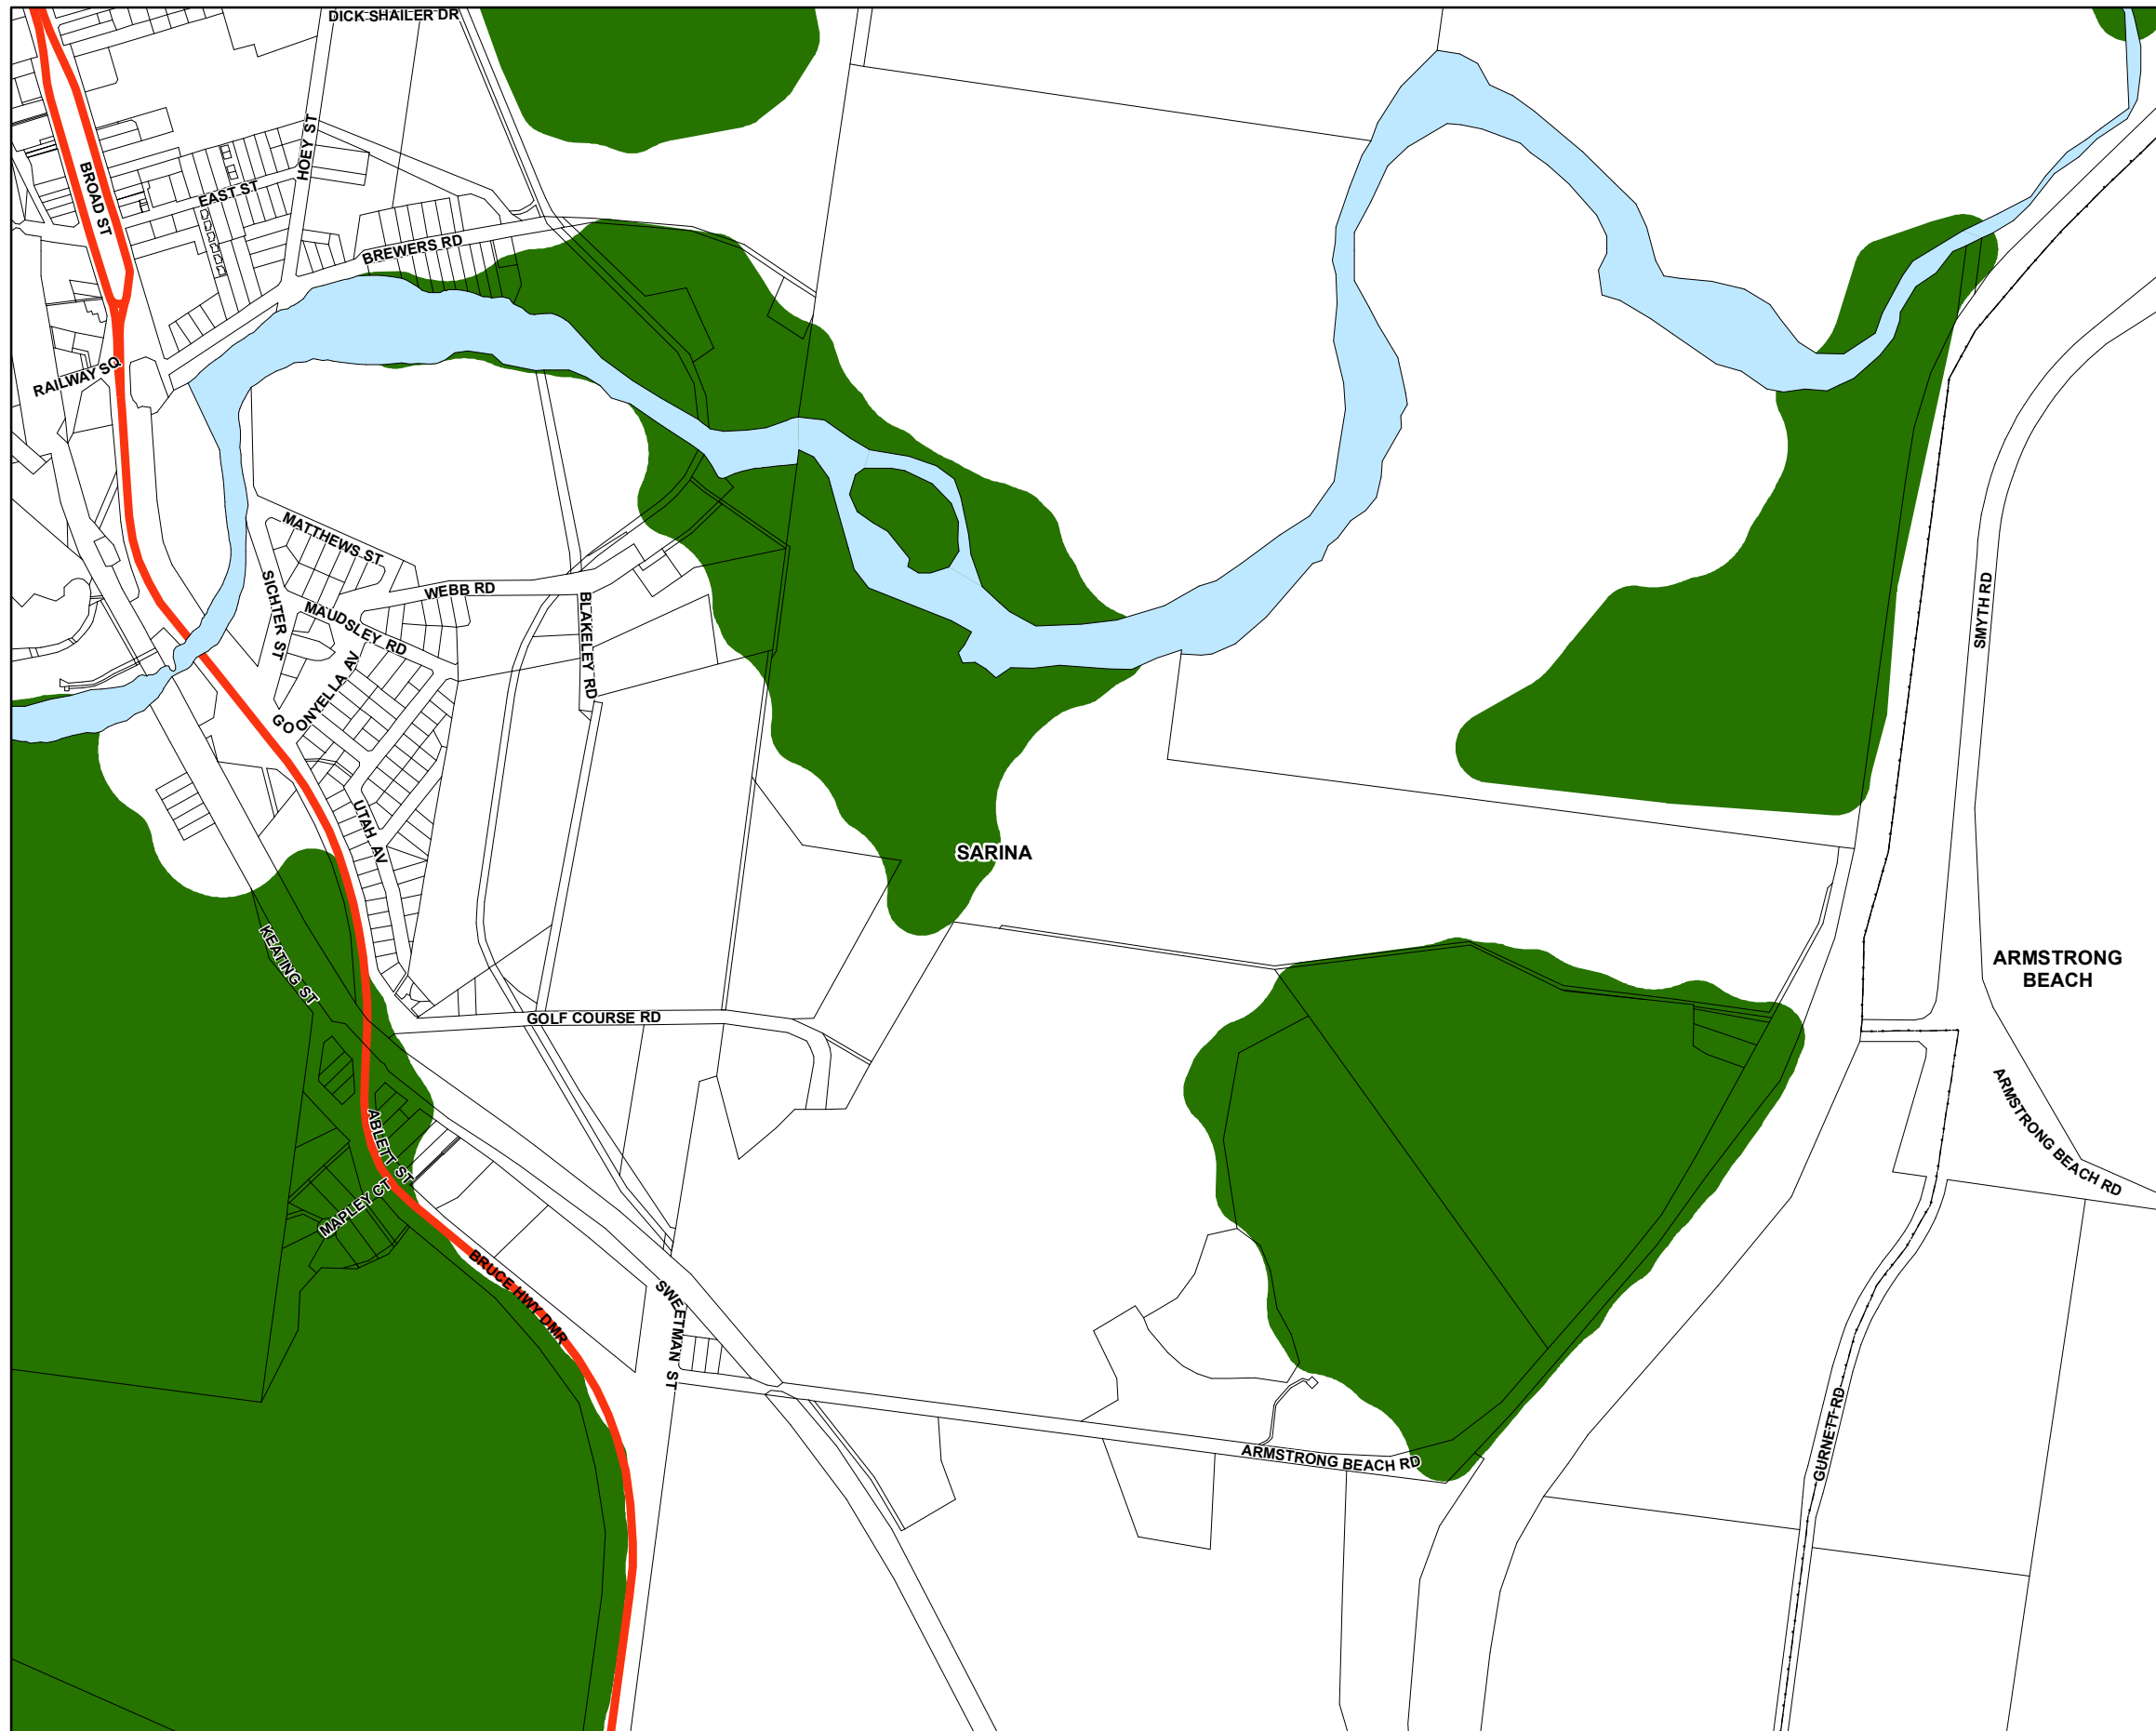 DICK SHAILER DR
HOEY ST
BROAD ST
EAST ST
BREWERS RD
RAILWAY SQ
MATTHEWS ST
SICHTER ST
WEBB RD
MAUDSLEY RD
BLAKELEY RD
GOONYELLA AV
SMYTH RD
UTAH AV
SARINA
KEATING ST
ARMSTRONG
BEACH
GOLF COURSE RD
ARMSTRONG BEACH RD
ABLETT ST
MAPLEY CT
BRUCE HWY DMR
SWEETMAN ST
GURNETT RD
ARMSTRONG BEACH RD